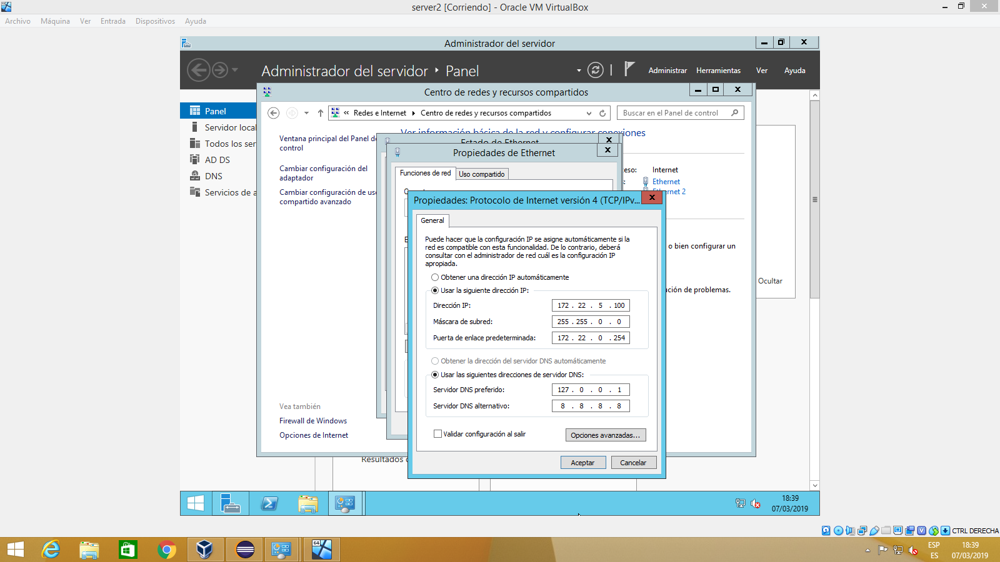 server2 [Corriendo] - Oracle VM VirtualBox
Archivo Máquina Ver Entrada Dispositivos Ayuda
Administrador del servidor
Administrador del servidor Panel
Administrar Herramientas Ver Ayuda
Centro de redes y recursos compartidos
Panel
Servidor local
Todos los ser
AD DS
DNS
Servicios de a
« Redes e Internet Centro de redes y recursos compartidos
Buscar en el Panel de control
Ventana principal del Panel de
control
Cambiar configuración del
adaptador
Cambiar configuración de uso
compartido avanzado
Ver información básica de la red y configurar conexiones
Estado de Ethernet
Propiedades de Ethernet
Funciones de red
Uso compartido
eso: Internet
s: Ethernet
Ethernet 2
o bien configurar un
ción de problemas.
Ocultar
Propiedades: Protocolo de Internet versión 4 (TCP/IPv...
General
Puede hacer que la configuración IP se asigne automáticamente si la
red es compatible con esta funcionalidad. De lo contrario, deberá
consultar con el administrador de red cuál es la configuración IP
apropiada.
Obtener una dirección IP automáticamente
Usar la siguiente dirección IP:
Dirección IP: 172 . 22 . 5 . 100
Máscara de subred: 255 . 255 . 0 . 0
Puerta de enlace predeterminada: 172 . 22 . 0 . 254
Obtener la dirección del servidor DNS automáticamente
Usar las siguientes direcciones de servidor DNS:
Servidor DNS preferido: 127 . 0 . 0 . 1
Servidor DNS alternativo: 8 . 8 . 8 . 8
Validar configuración al salir
Opciones avanzadas...
Aceptar Cancelar
Vea también
Firewall de Windows
Opciones de Internet
Resultados
18:39
07/03/2019
CTRL DERECHA
64
ESP
ES
18:39
07/03/2019